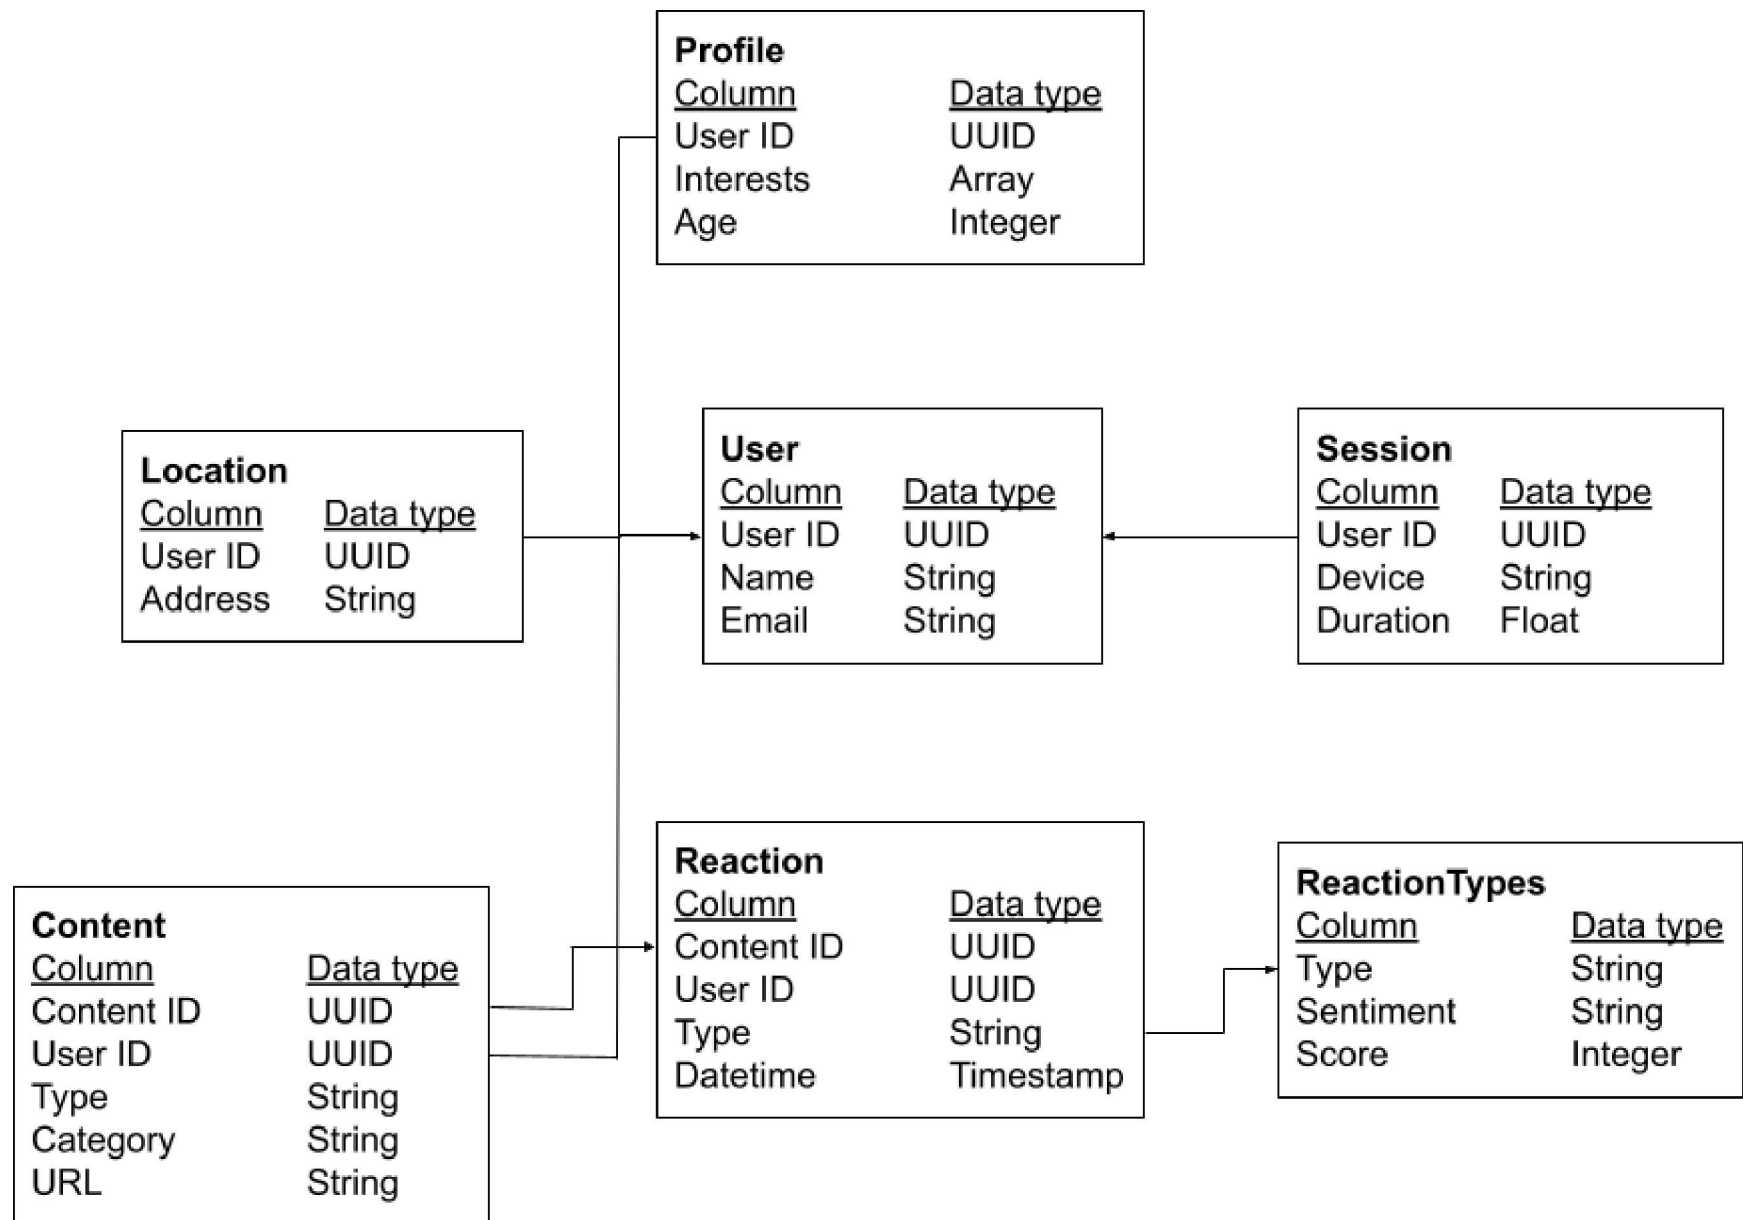 Profile
Column Data type
User ID UUID
Interests Array
Age Integer
Location
Column Data type
User ID UUID
Address String
User
Column Data type
User ID UUID
Name String
Email String
Session
Column Data type
User ID UUID
Device String
Duration Float
Content
Column Data type
Content ID UUID
User ID UUID
Type String
Category String
URL String
Reaction
Column Data type
Content ID UUID
User ID UUID
Type String
Datetime Timestamp
ReactionTypes
Column Data type
Type String
Sentiment String
Score Integer